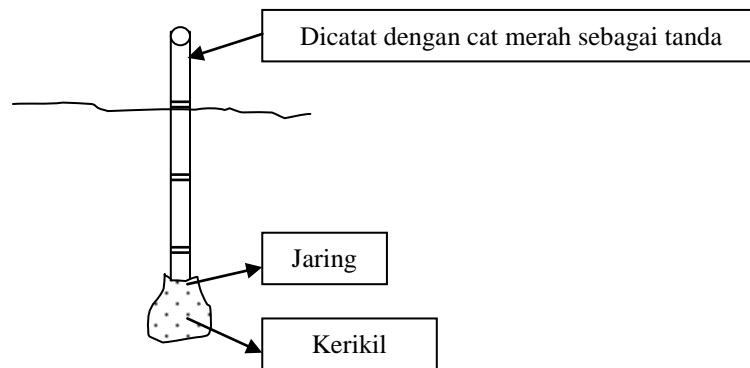 Dicatat dengan cat merah sebagai tanda
Jaring
Kerikil